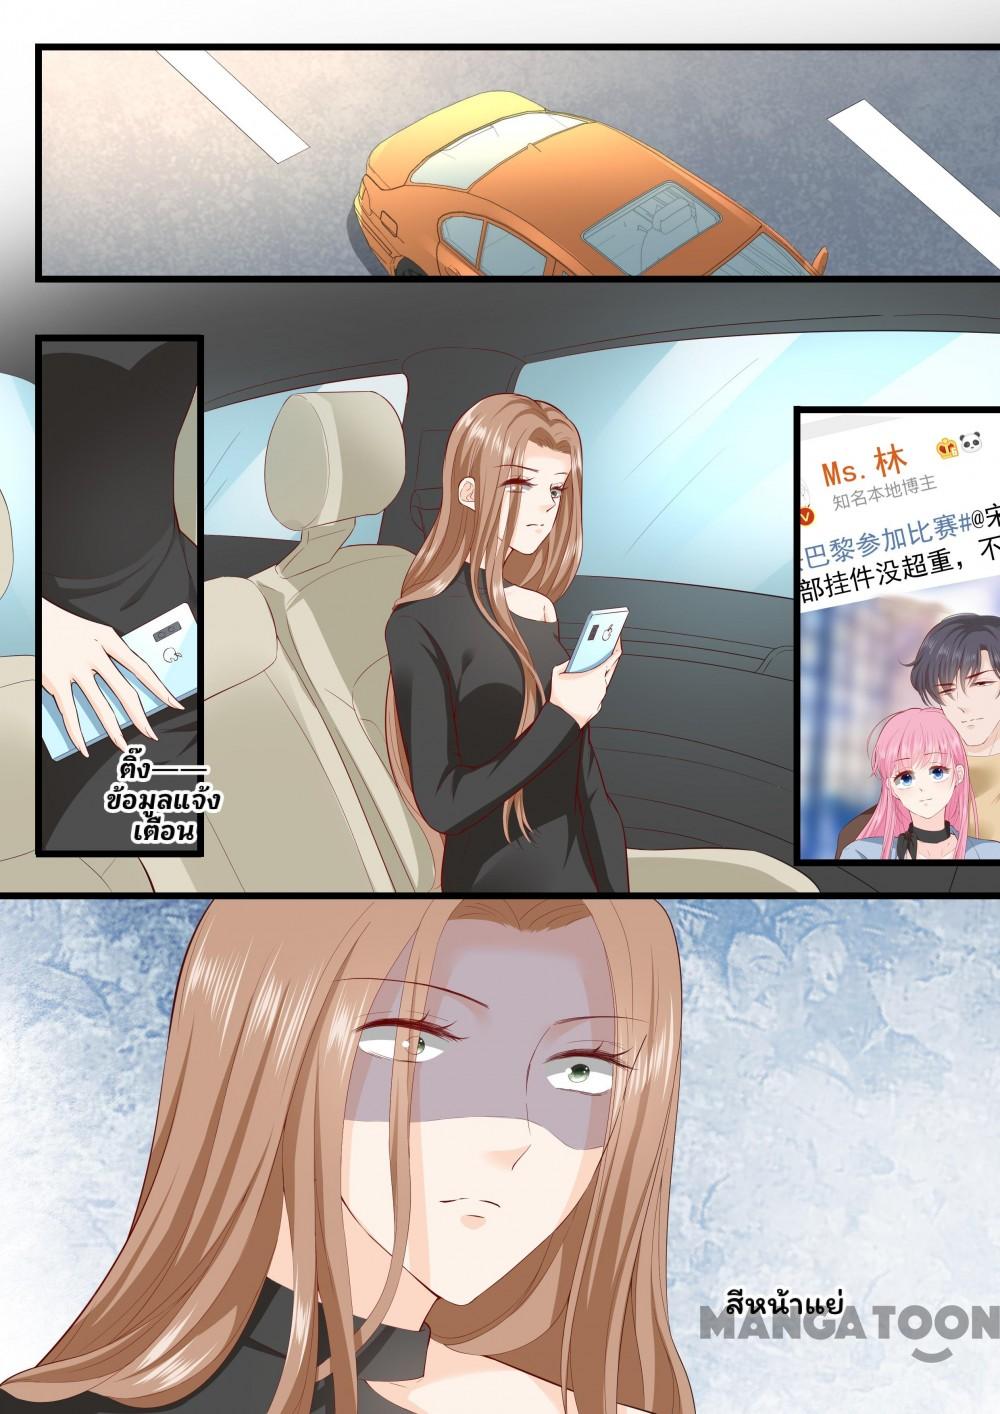 Ms.林
知名本地博主
巴黎参加比赛#@宋
部挂件没超重，不
ติ๊ง——
ข้อมูลแจ้ง
เตือน
สีหน้าแย่
MANGATOON